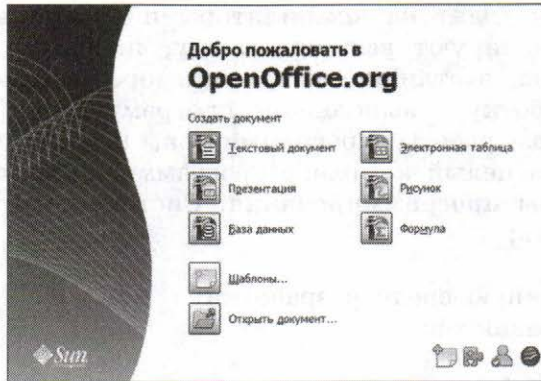 Добро пожаловать в
OpenOffice.org
Создать документ
Текстовый документ
Электронная таблица
Презентация
Рисунок
База данных
Формула
Шаблоны...
Открыть документ...
Sun